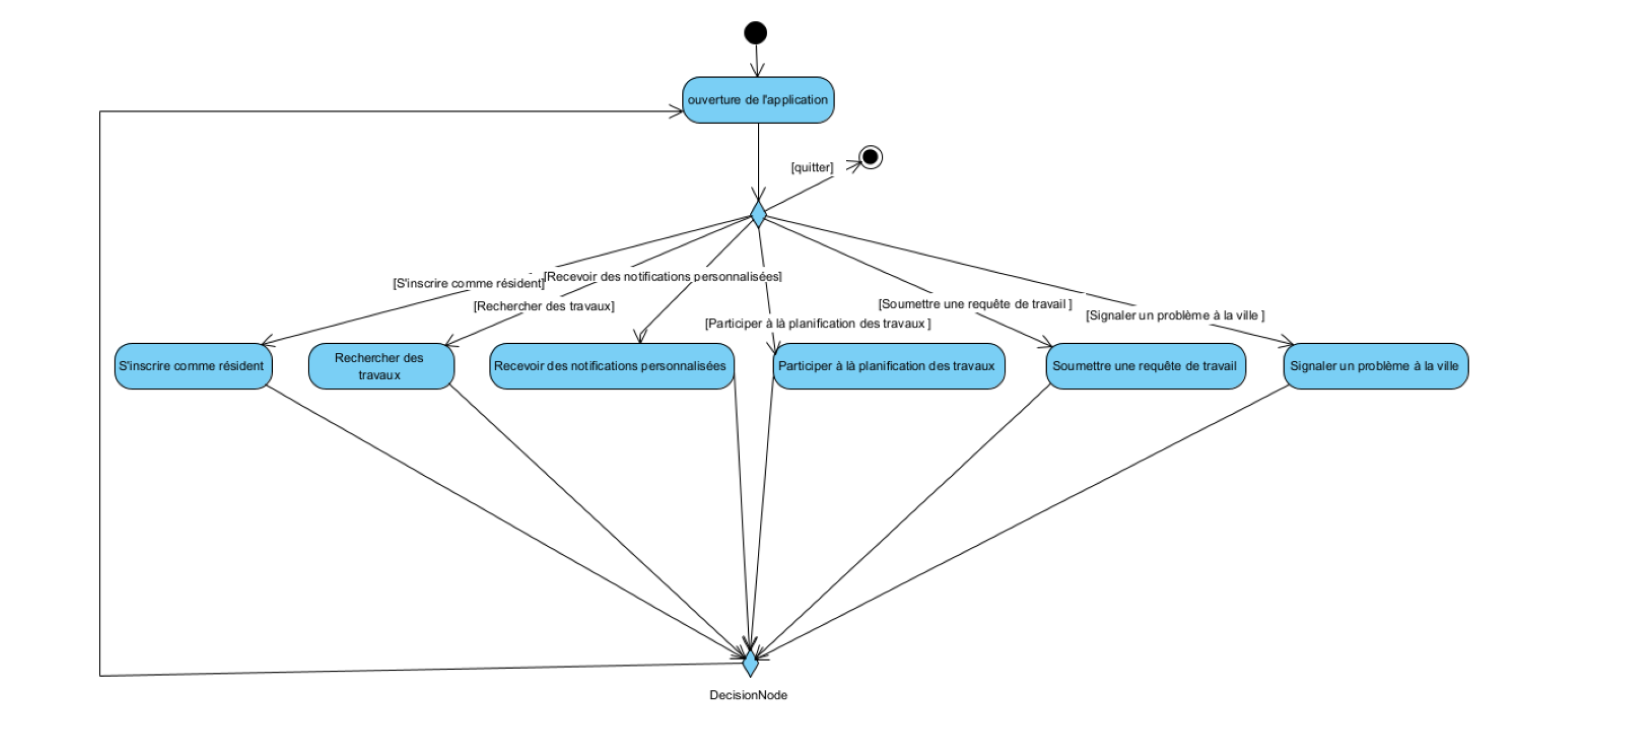 ouverture de l'application
[quitter]
[S'inscrire comme résident]
[Recevoir des notifications personnalisées]
[Rechercher des travaux]
[Participer à là planification des travaux ]
[Soumettre une requête de travail ]
[Signaler un problème à la ville ]
S'inscrire comme résident
Rechercher des
travaux
Recevoir des notifications personnalisées
Participer à là planification des travaux
Soumettre une requête de travail
Signaler un problème à la ville
DecisionNode